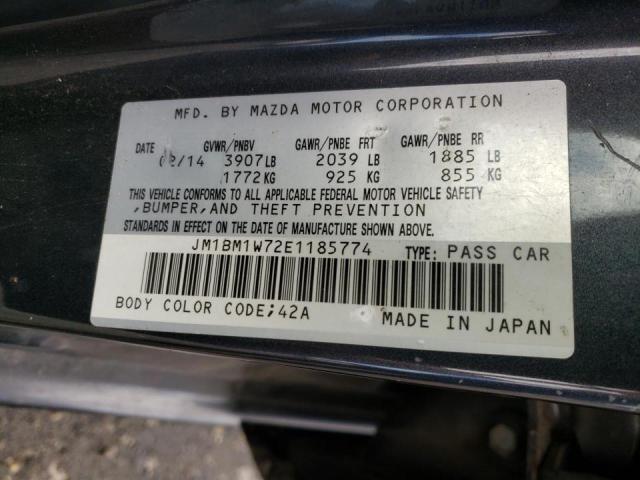 MFD. BY MAZDA MOTOR CORPORATION
DATE GVWR/PNBV GAWR/PNBE FRT GAWR/PNBE RR
02/14 3907LB 2039 LB 1885 LB
1772KG 925 KG 855 KG
THIS VEHICLE CONFORMS TO ALL APPLICABLE FEDERAL MOTOR VEHICLE SAFETY
,BUMPER,AND THEFT PREVENTION
STANDARDS IN EFFECT ON THE DATE OF MANUFACTURE SHOWN ABOVE.
JM1BM1W72E1185774 TYPE: PASS CAR
BODY COLOR CODE;42A MADE IN JAPAN